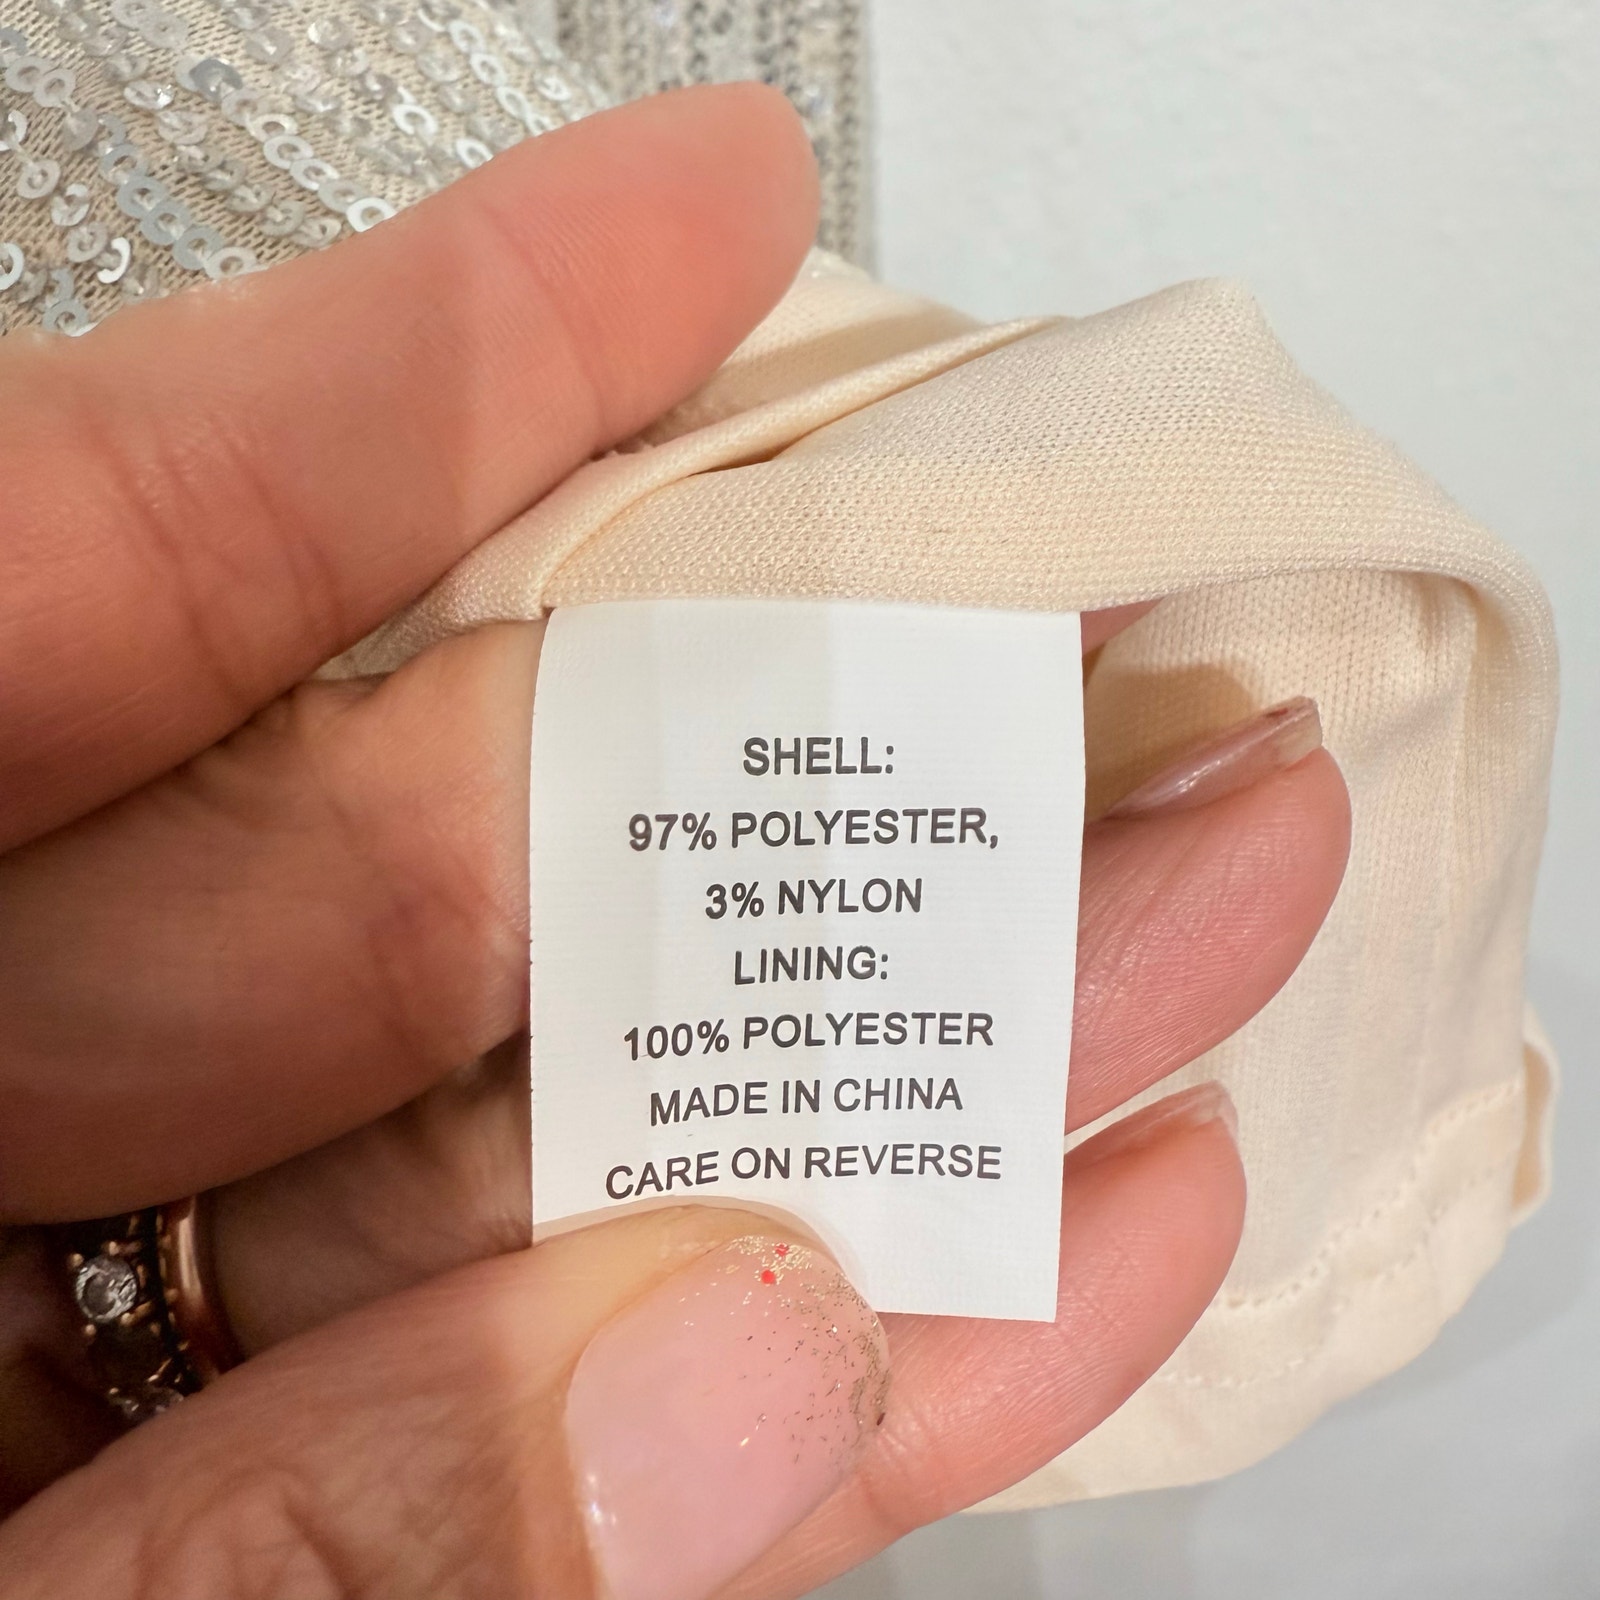 SHELL:
97% POLYESTER,
3% NYLON
LINING:
100% POLYESTER
MADE IN CHINA
CARE ON REVERSE